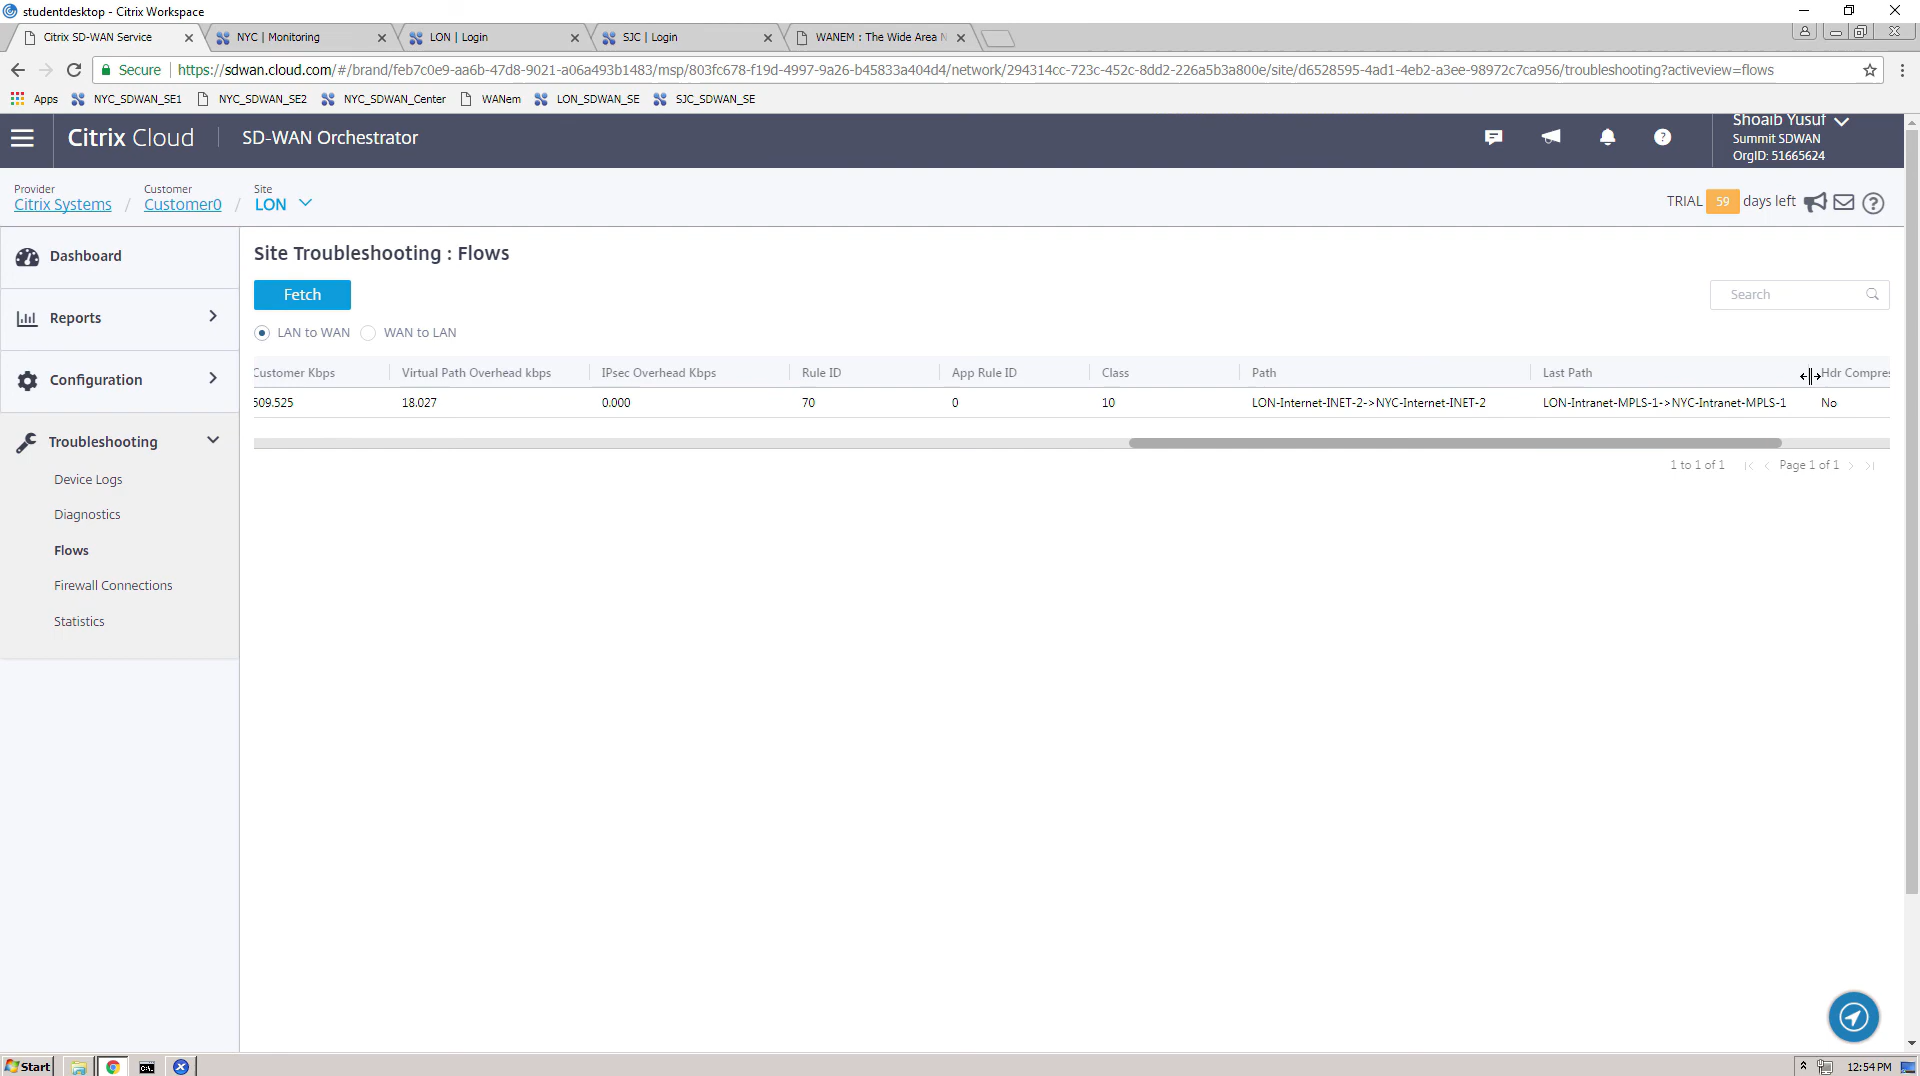 studentdesktop - Citrix Workspace
Citrix SD-WAN Service
NYC | Monitoring
LON | Login
SJC | Login
WANEM : The Wide Area N
Secure
https://sdwan.cloud.com/#/brand/feb7c0e9-aa6b-47d8-9021-a06a493b1483/msp/803fc678-f19d-4997-9a26-b45833a404d4/network/294314cc-723c-452c-8dd2-226a5b3a800e/site/d6528595-4ad1-4eb2-a3ee-98972c7ca956/troubleshooting?activeview=flows
Apps
NYC_SDWAN_SE1
NYC_SDWAN_SE2
NYC_SDWAN_Center
WANem
LON_SDWAN_SE
SJC_SDWAN_SE
Citrix Cloud
SD-WAN Orchestrator
Shoaib Yusuf
Summit SDWAN
OrgID: 51665624
Provider
Citrix Systems
/
Customer
Customer0
/
Site
LON
TRIAL 59 days left
Dashboard
Reports
Configuration
Troubleshooting
Device Logs
Diagnostics
Flows
Firewall Connections
Statistics
Site Troubleshooting : Flows
Fetch
Search
LAN to WAN
WAN to LAN
Customer Kbps
Virtual Path Overhead kbps
IPsec Overhead Kbps
Rule ID
App Rule ID
Class
Path
Last Path
Hdr Compres
509.525
18.027
0.000
70
0
10
LON-Internet-INET-2->NYC-Internet-INET-2
LON-Intranet-MPLS-1->NYC-Intranet-MPLS-1
No
1 to 1 of 1
Page 1 of 1
Start
12:54 PM